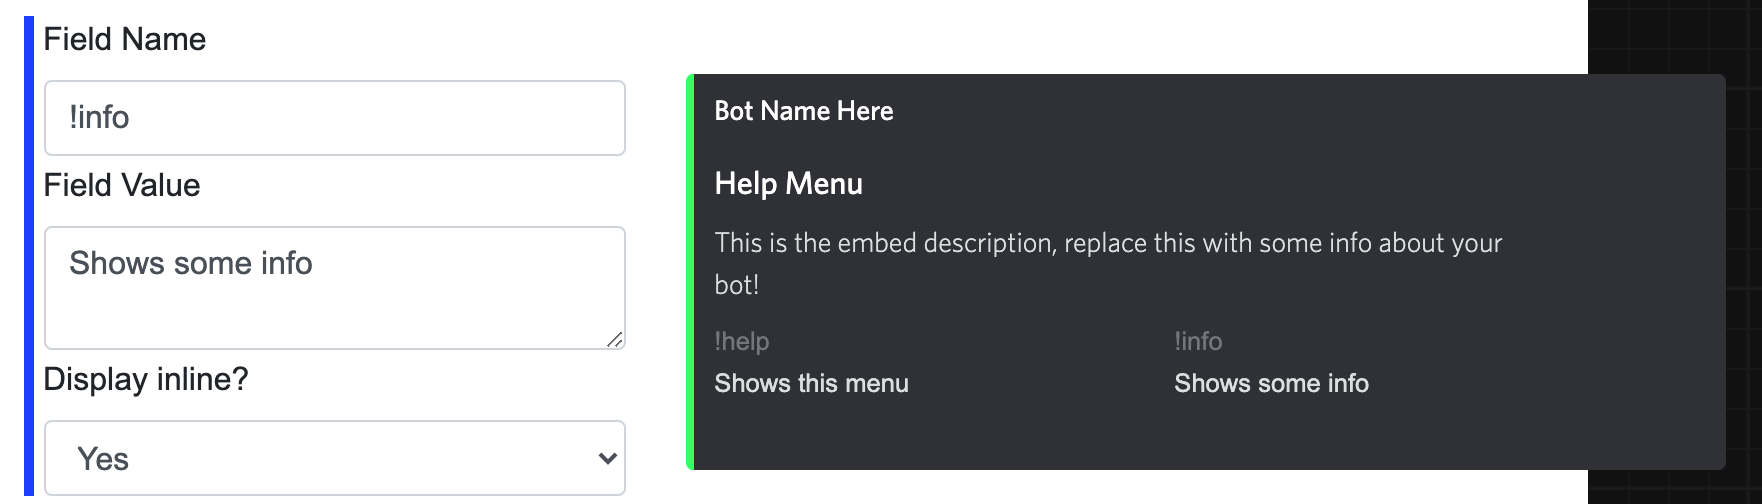 Field Name
!info
Field Value
Shows some info
Display inline?
Yes
Bot Name Here
Help Menu
This is the embed description, replace this with some info about your
bot!
!help
Shows this menu
!info
Shows some info